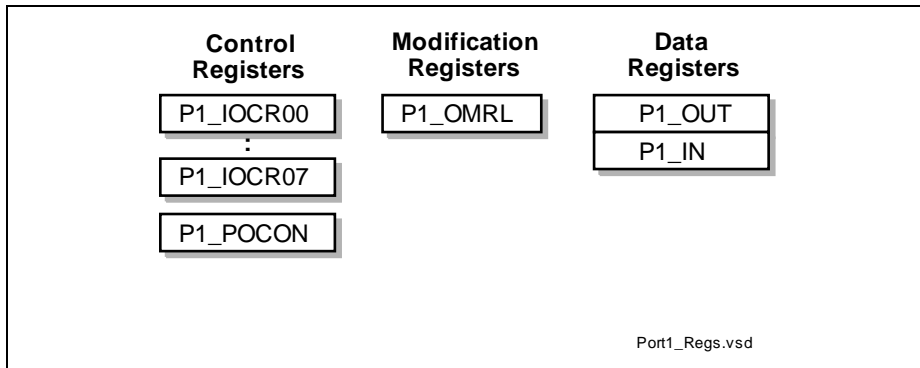 Control
Registers
Modification
Registers
Data
Registers
P1_IOCR00
:
P1_IOCR07
P1_POCON
P1_OMRL
P1_OUT
P1_IN
Port1_Regs.vsd